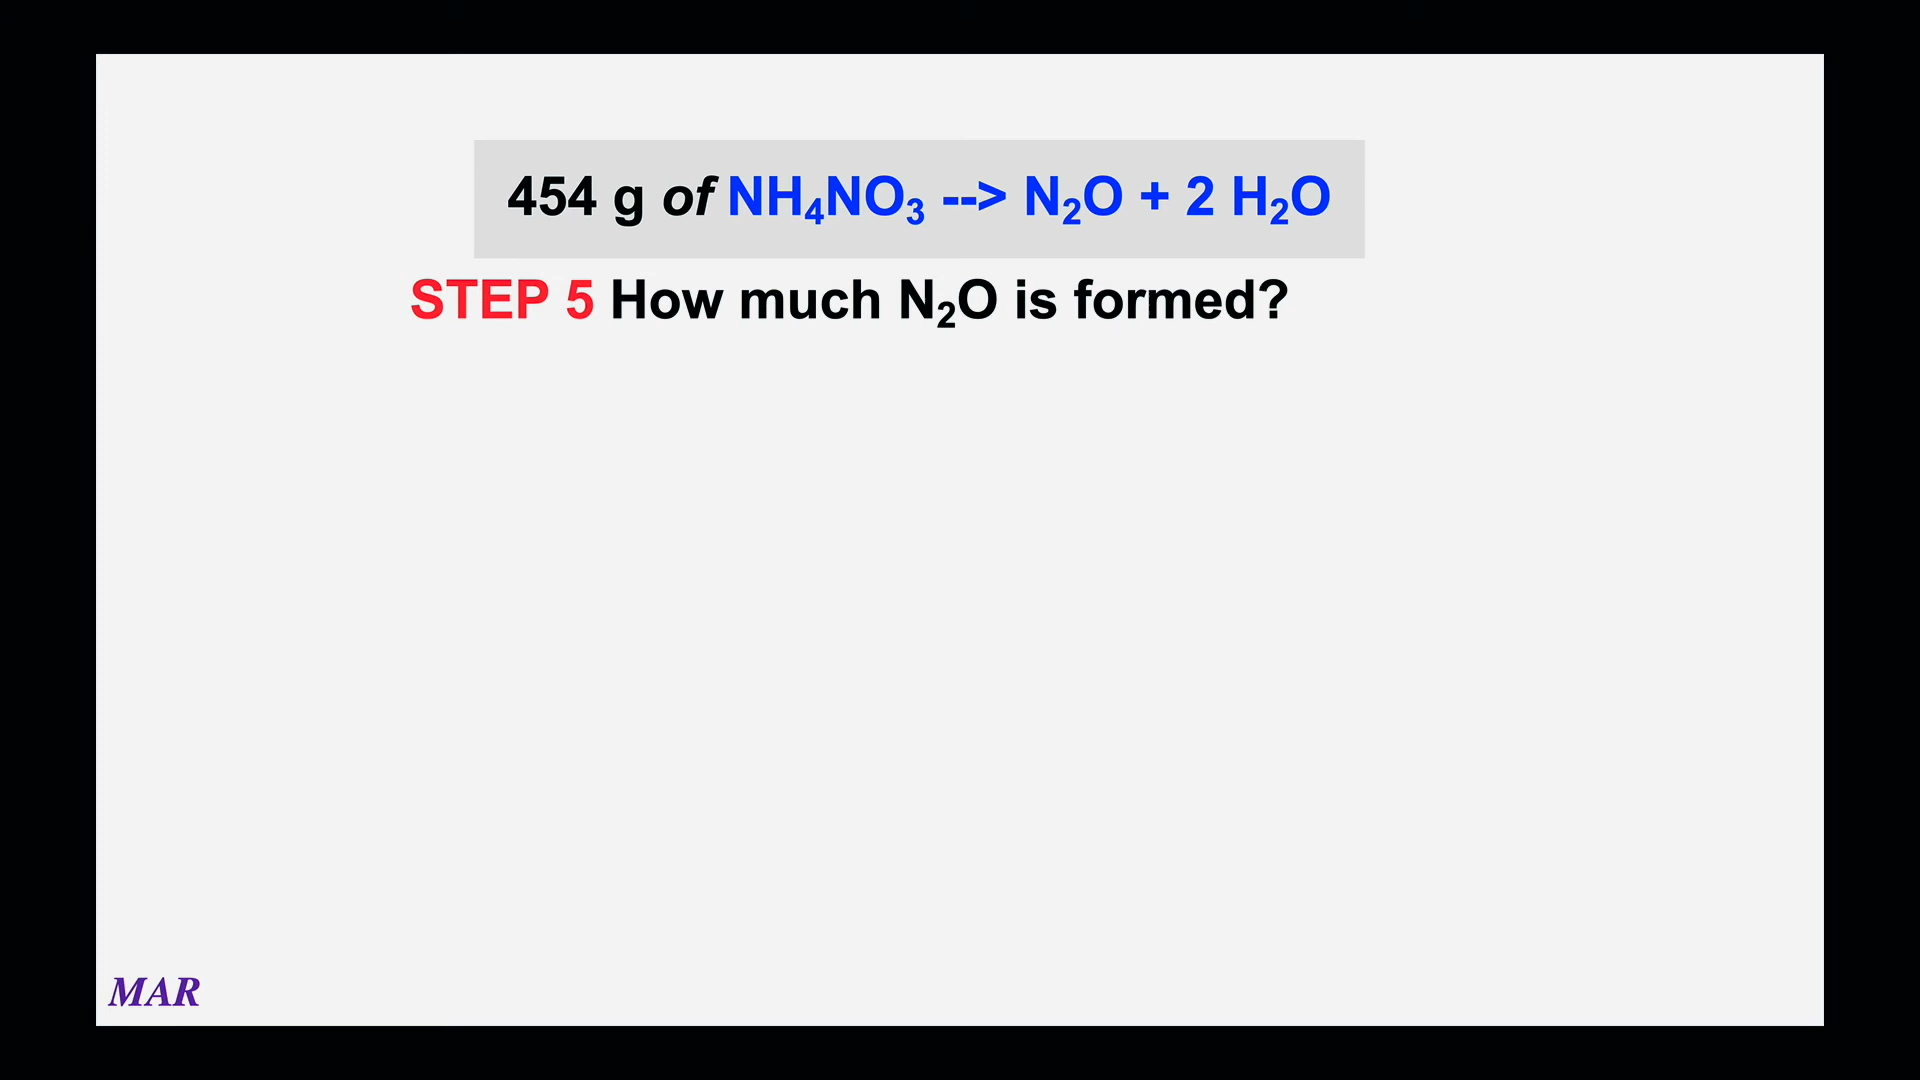 454 g of NH₄NO₃ --> N₂O + 2 H₂O
STEP 5 How much N₂O is formed?
MAR